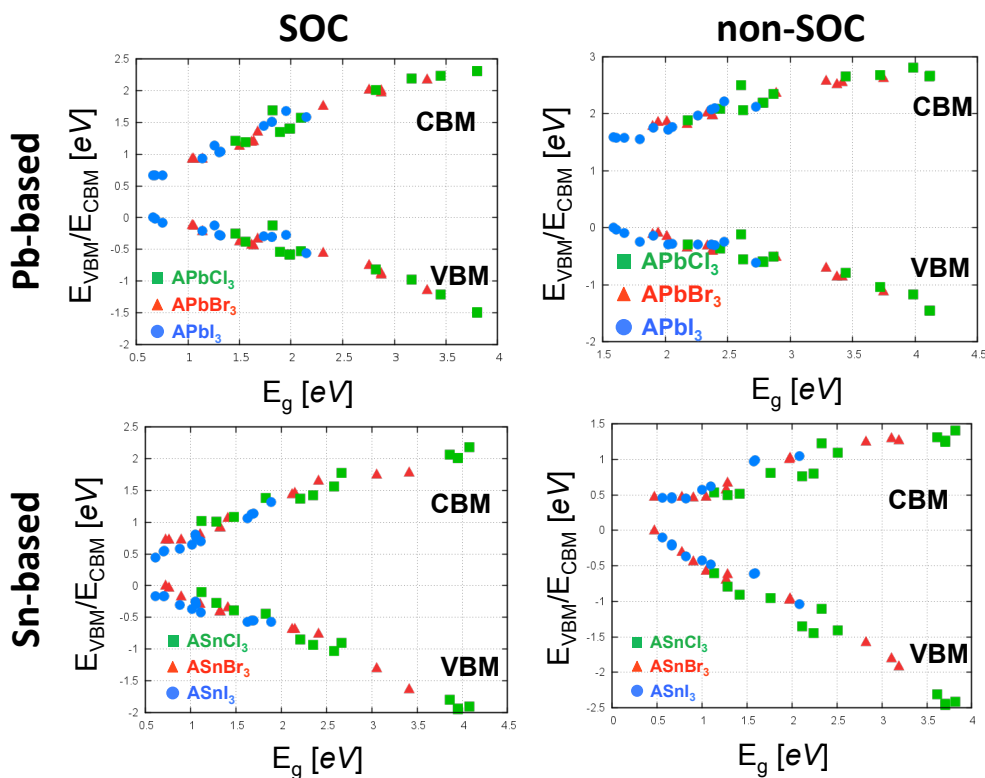 SOC
non-SOC
Pb-based
E_VBM/E_CBM [eV]
2.5
2
1.5
1
0.5
0
-0.5
-1
-1.5
-2
CBM
VBM
APbCl₃
APbBr₃
APbI₃
0.5
1
1.5
2
2.5
3
3.5
4
E_g [eV]
E_VBM/E_CBM [eV]
3
2
1
0
-1
-2
CBM
VBM
APbCl₃
APbBr₃
APbI₃
1.5
2
2.5
3
3.5
4
4.5
E_g [eV]
Sn-based
E_VBM/E_CBM [eV]
2.5
2
1.5
1
0.5
0
-0.5
-1
-1.5
-2
CBM
VBM
ASnCl₃
ASnBr₃
ASnI₃
0.5
1
1.5
2
2.5
3
3.5
4
4.5
E_g [eV]
E_VBM/E_CBM [eV]
1.5
1
0.5
0
-0.5
-1
-1.5
-2
-2.5
CBM
VBM
ASnCl₃
ASnBr₃
ASnI₃
0
0.5
1
1.5
2
2.5
3
3.5
4
E_g [eV]